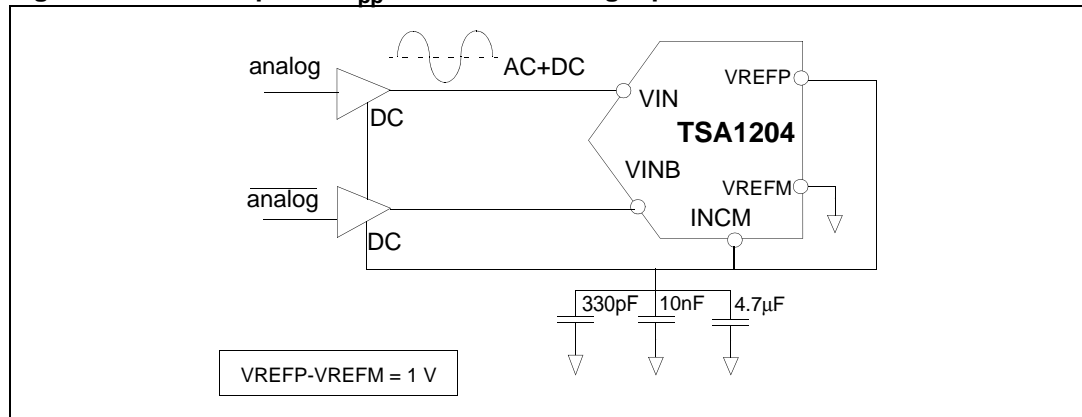 pp
analog
AC+DC
DC
VIN
VREFP
TSA1204
VINB
VREFM
analog
DC
INCM
330pF
10nF
4.7µF
VREFP-VREFM = 1 V